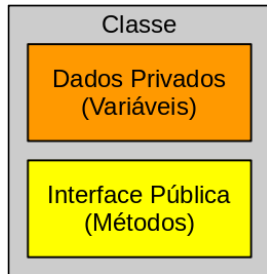 Classe
Dados Privados
(Variáveis)
Interface Pública
(Métodos)